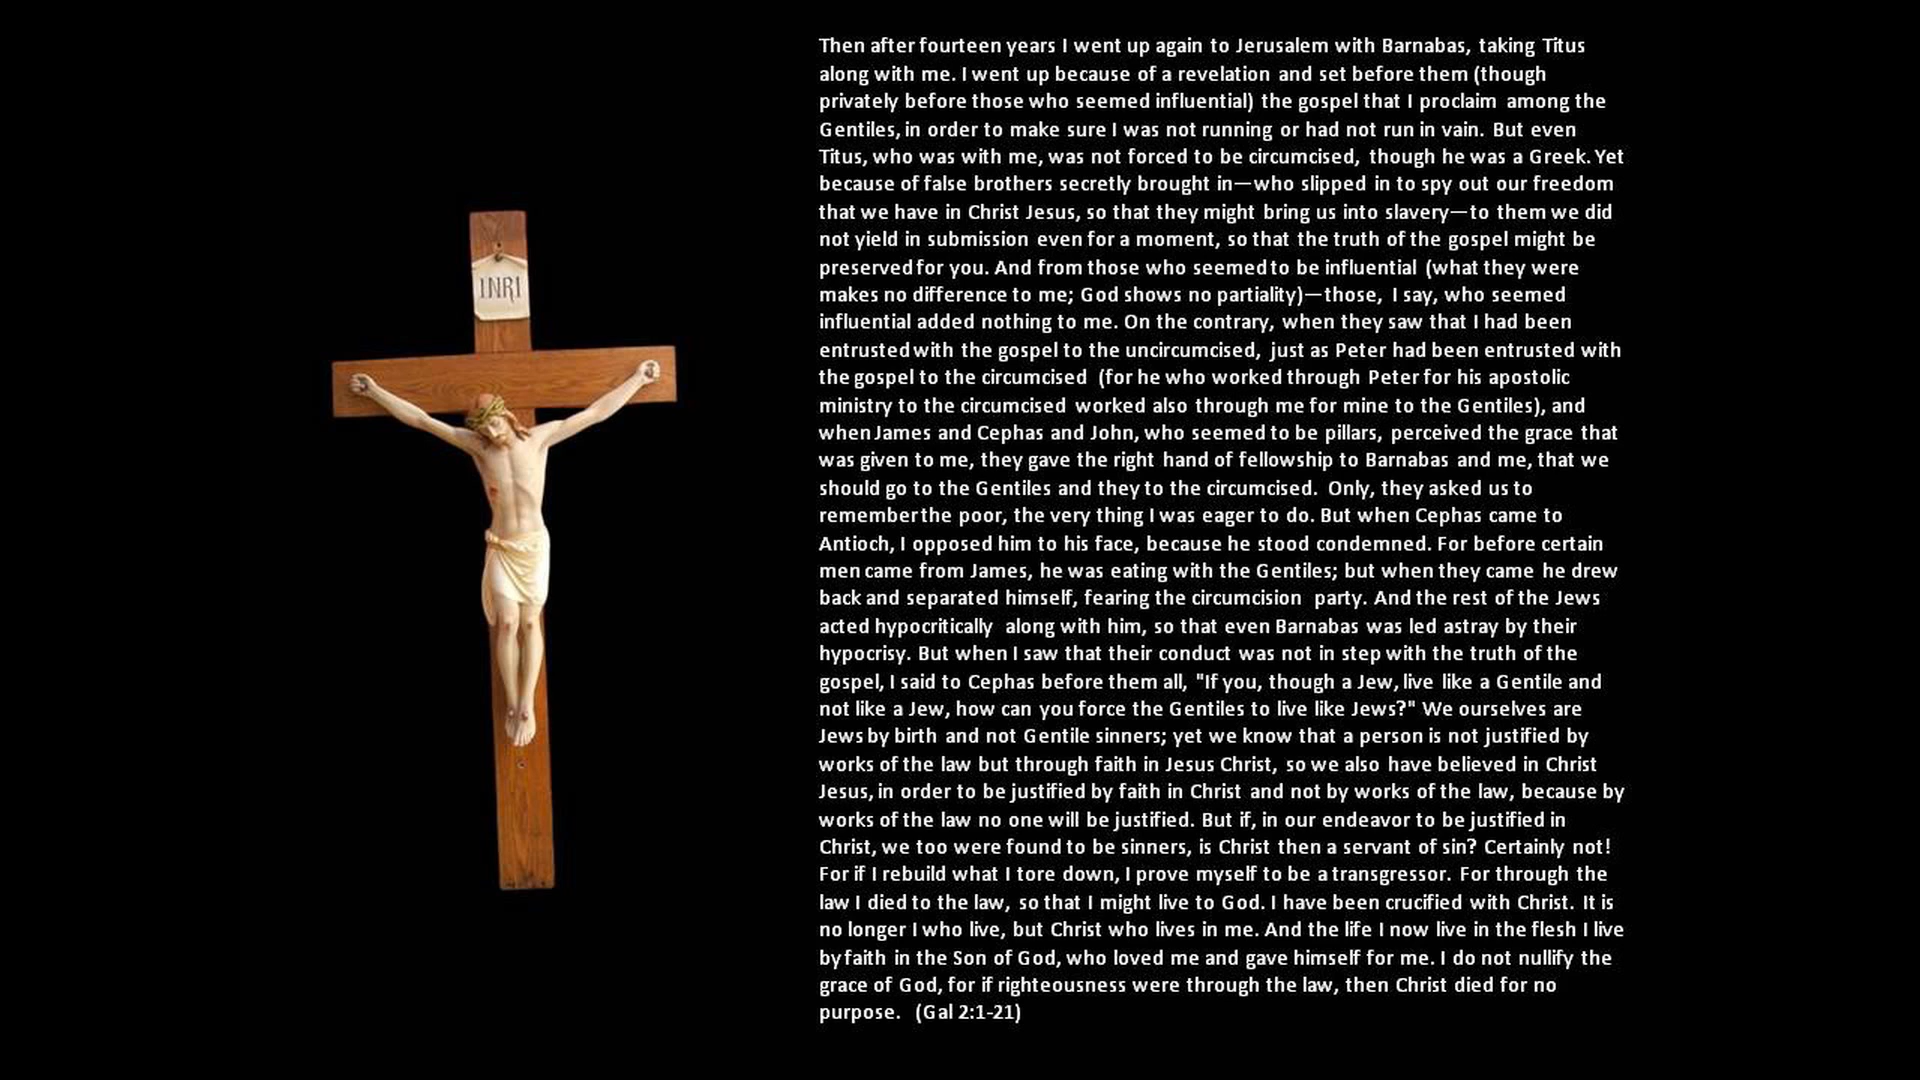 INRI
Then after fourteen years I went up again to Jerusalem with Barnabas, taking Titus
along with me. I went up because of a revelation and set before them (though
privately before those who seemed influential) the gospel that I proclaim among the
Gentiles, in order to make sure I was not running or had not run in vain. But even
Titus, who was with me, was not forced to be circumcised, though he was a Greek. Yet
because of false brothers secretly brought in—who slipped in to spy out our freedom
that we have in Christ Jesus, so that they might bring us into slavery—to them we did
not yield in submission even for a moment, so that the truth of the gospel might be
preserved for you. And from those who seemed to be influential (what they were
makes no difference to me; God shows no partiality)—those, I say, who seemed
influential added nothing to me. On the contrary, when they saw that I had been
entrusted with the gospel to the uncircumcised, just as Peter had been entrusted with
the gospel to the circumcised (for he who worked through Peter for his apostolic
ministry to the circumcised worked also through me for mine to the Gentiles), and
when James and Cephas and John, who seemed to be pillars, perceived the grace that
was given to me, they gave the right hand of fellowship to Barnabas and me, that we
should go to the Gentiles and they to the circumcised. Only, they asked us to
remember the poor, the very thing I was eager to do. But when Cephas came to
Antioch, I opposed him to his face, because he stood condemned. For before certain
men came from James, he was eating with the Gentiles; but when they came he drew
back and separated himself, fearing the circumcision party. And the rest of the Jews
acted hypocritically along with him, so that even Barnabas was led astray by their
hypocrisy. But when I saw that their conduct was not in step with the truth of the
gospel, I said to Cephas before them all, "If you, though a Jew, live like a Gentile and
not like a Jew, how can you force the Gentiles to live like Jews?" We ourselves are
Jews by birth and not Gentile sinners; yet we know that a person is not justified by
works of the law but through faith in Jesus Christ, so we also have believed in Christ
Jesus, in order to be justified by faith in Christ and not by works of the law, because by
works of the law no one will be justified. But if, in our endeavor to be justified in
Christ, we too were found to be sinners, is Christ then a servant of sin? Certainly not!
For if I rebuild what I tore down, I prove myself to be a transgressor. For through the
law I died to the law, so that I might live to God. I have been crucified with Christ. It is
no longer I who live, but Christ who lives in me. And the life I now live in the flesh I live
by faith in the Son of God, who loved me and gave himself for me. I do not nullify the
grace of God, for if righteousness were through the law, then Christ died for no
purpose. (Gal 2:1-21)